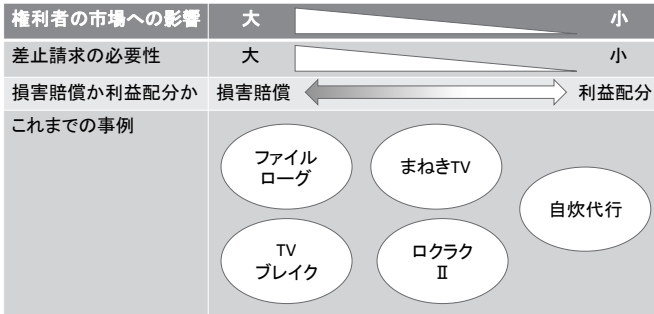 権利者の市場への影響 大 小
差止請求の必要性 大 小
損害賠償か利益配分か 損害賠償 利益配分
これまでの事例
ファイル
ローグ
まねきTV
自炊代行
TV
ブレイク
ロクラク
Ⅱ